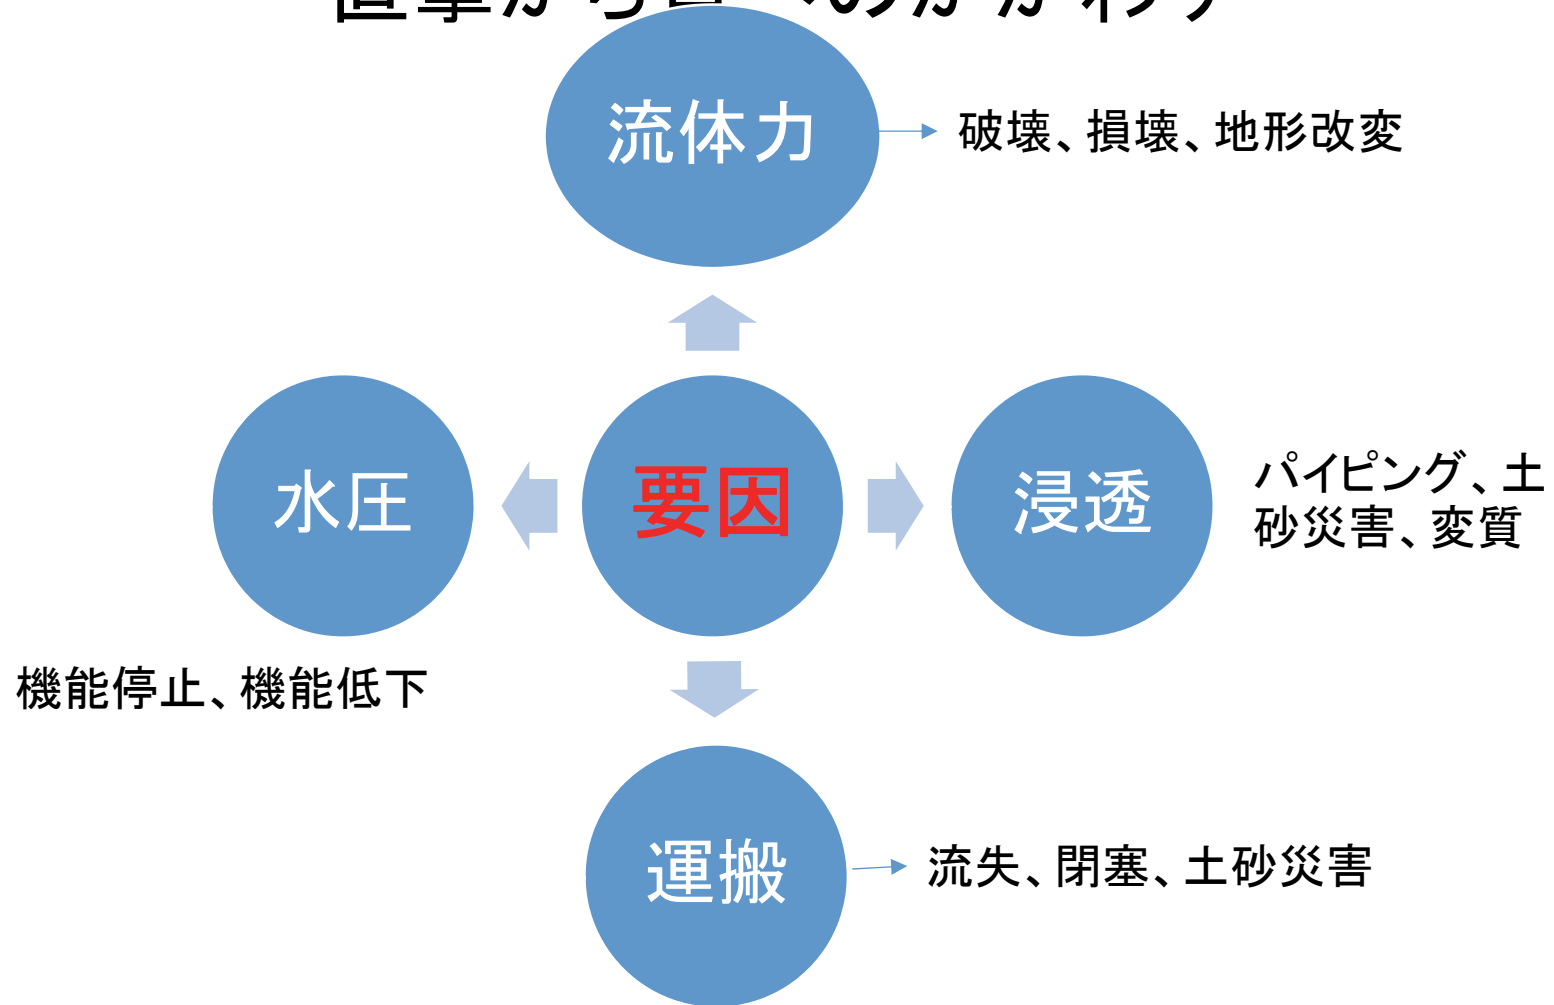 流体力
破壊、損壊、地形改変
水圧
要因
浸透
パイピング、土
砂災害、変質
機能停止、機能低下
運搬
流失、閉塞、土砂災害